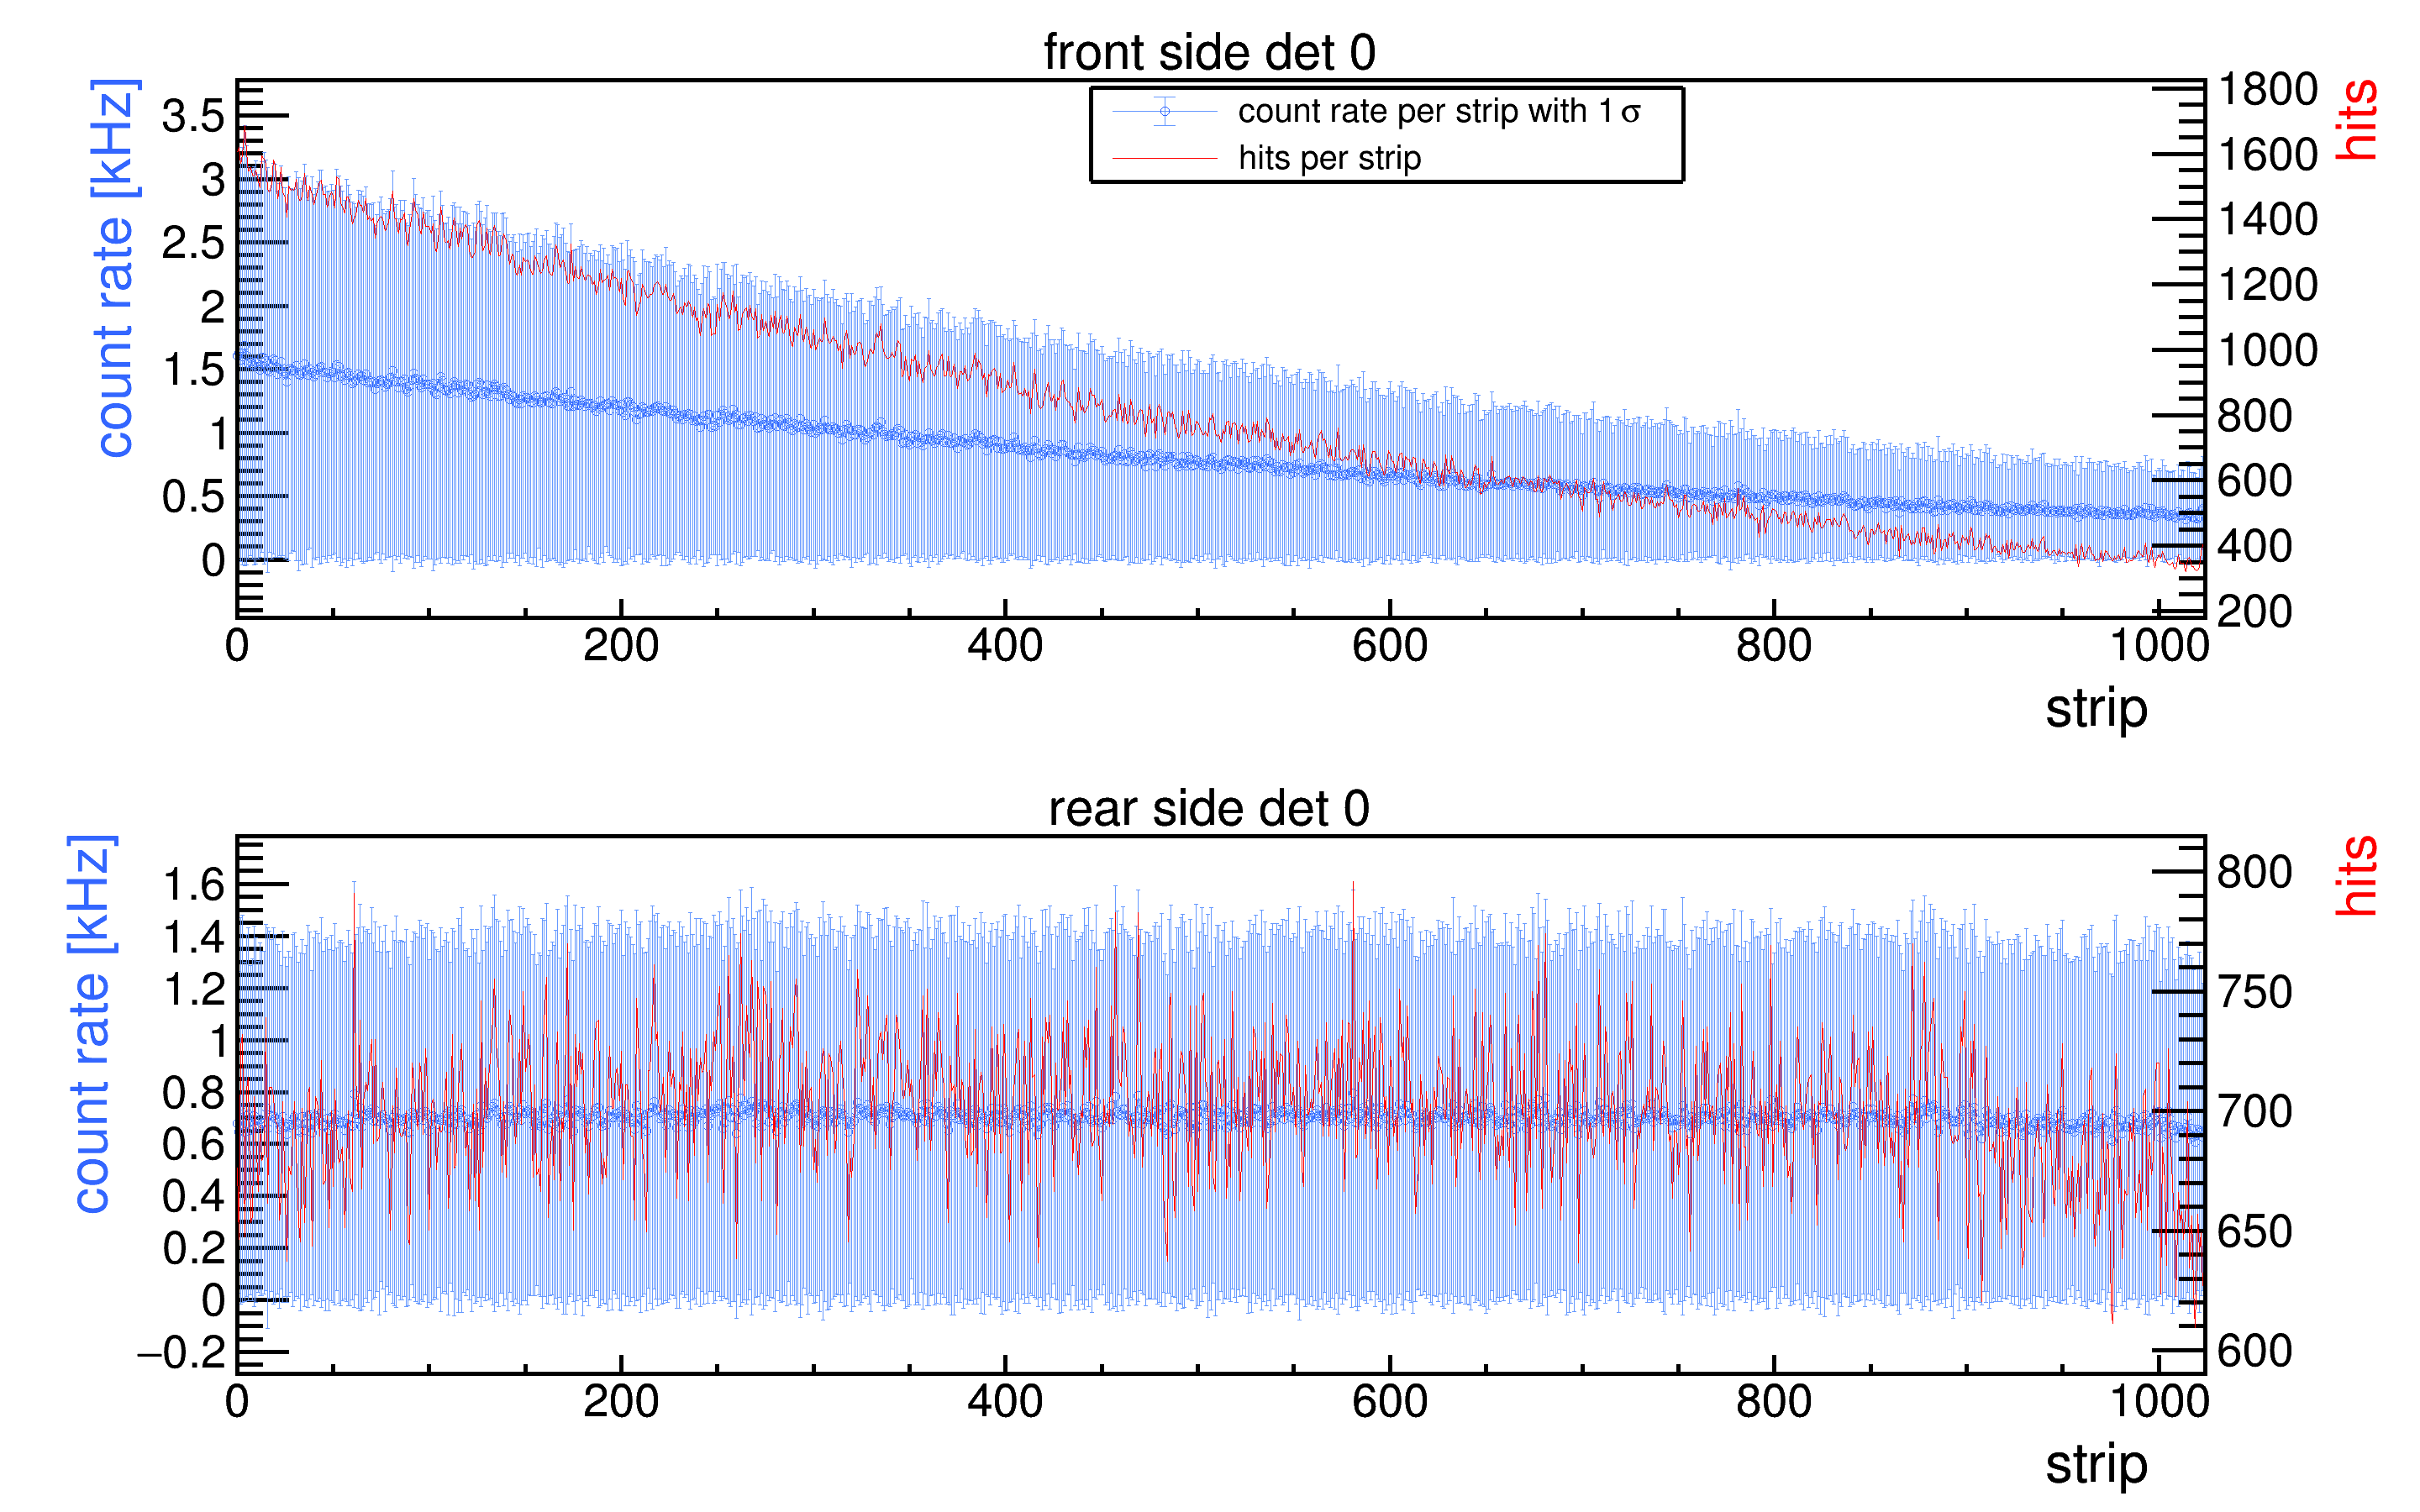 front side det 0
count rate [kHz]
hits
count rate per strip with 1 σ
hits per strip
3.5
3
2.5
2
1.5
1
0.5
0
1800
1600
1400
1200
1000
800
600
400
200
0 200 400 600 800 1000
strip
rear side det 0
count rate [kHz]
hits
1.6
1.4
1.2
1
0.8
0.6
0.4
0.2
0
−0.2
800
750
700
650
600
0 200 400 600 800 1000
strip